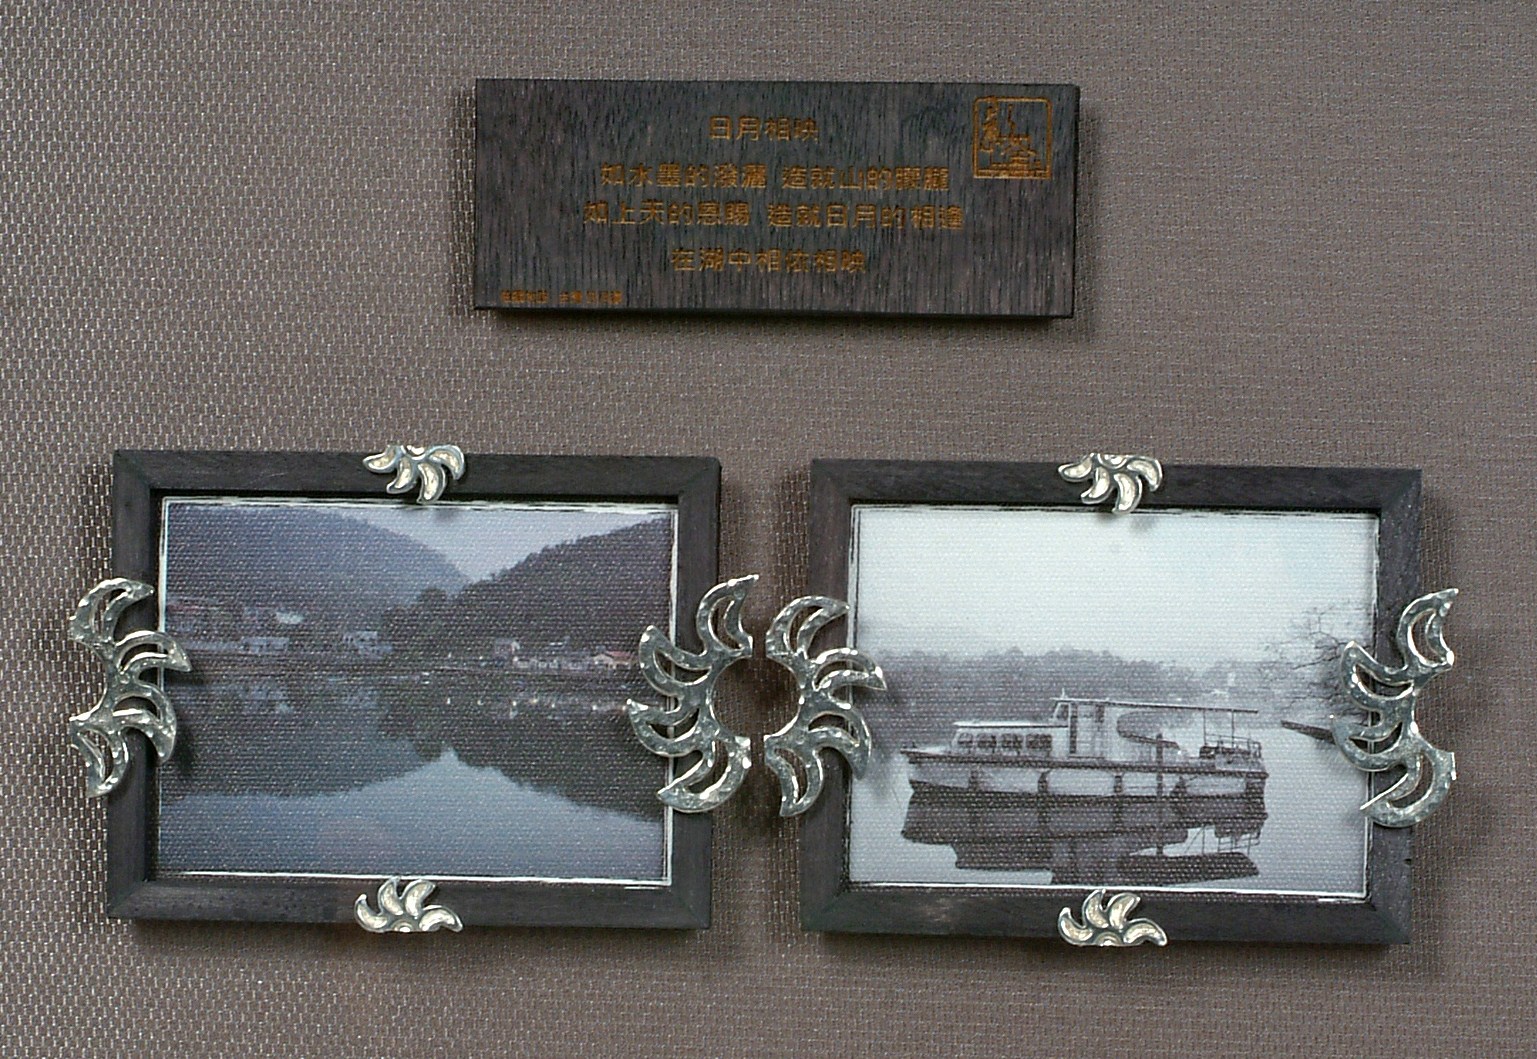 日月相映
如水墨的潑灑 造就山的朦朧
如上天的恩賜 造就日月的相逢
在湖中相依相映